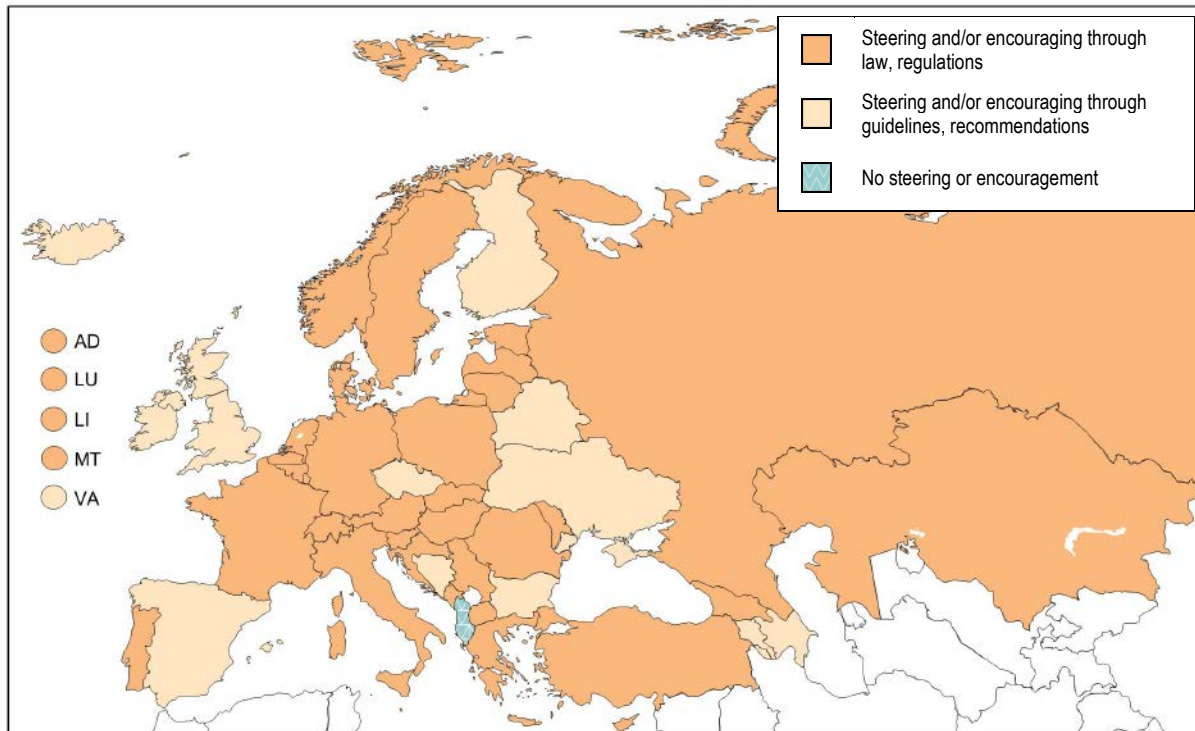 Steering and/or encouraging through
law, regulations
Steering and/or encouraging through
guidelines, recommendations
No steering or encouragement
AD
LU
LI
MT
VA